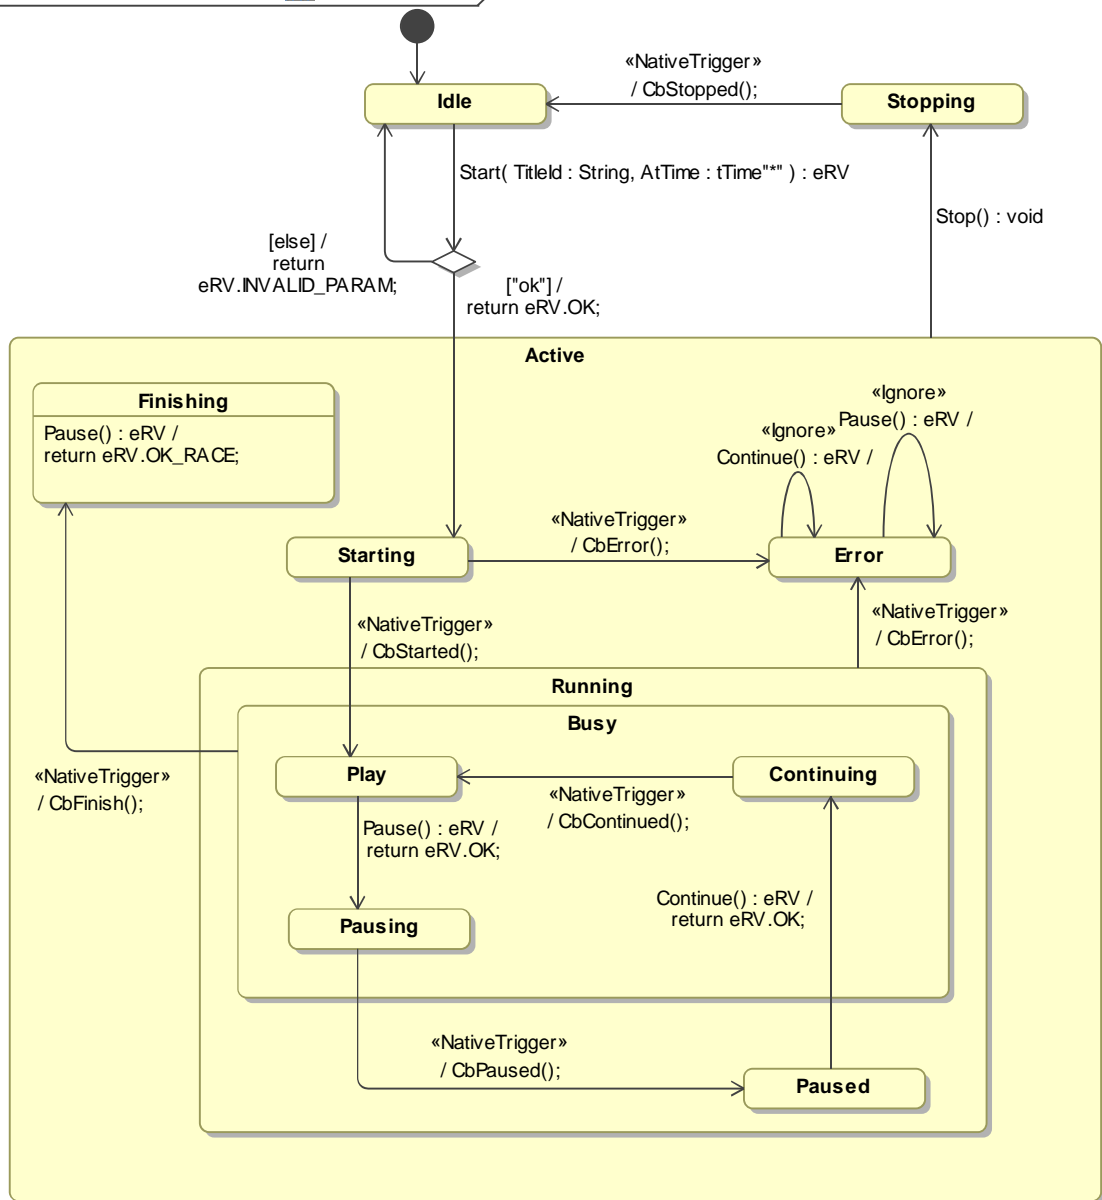 «NativeTrigger»
/ CbStopped();
Idle
Stopping
Start( TitleId : String, AtTime : tTime"*" ) : eRV
Stop() : void
[else] /
return
eRV.INVALID_PARAM;
["ok"] /
return eRV.OK;
Active
Finishing
Pause() : eRV /
return eRV.OK_RACE;
«Ignore»
Pause() : eRV /
«Ignore»
Continue() : eRV /
«NativeTrigger»
/ CbError();
Starting
Error
«NativeTrigger»
/ CbStarted();
«NativeTrigger»
/ CbError();
Running
Busy
«NativeTrigger»
/ CbFinish();
Play
Continuing
«NativeTrigger»
/ CbContinued();
Pause() : eRV /
return eRV.OK;
Continue() : eRV /
return eRV.OK;
Pausing
«NativeTrigger»
/ CbPaused();
Paused